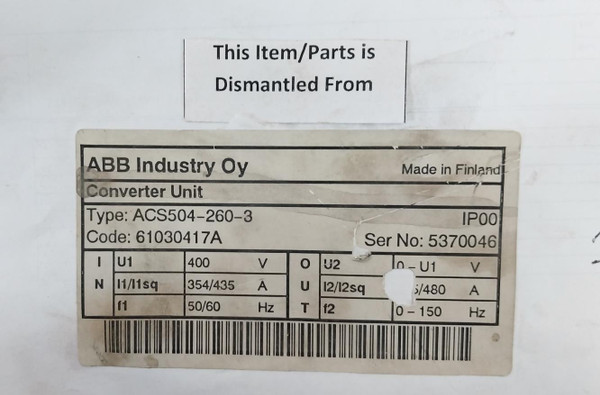 This Item/Parts is
Dismantled From
ABB Industry Oy Made in Finland
Converter Unit
Type: ACS504-260-3 IP00
Code: 61030417A Ser No: 5370046
I U1 400 V O U2 0 - U1 V
N I1/I1sq 354/435 A U I2/I2sq 5/480 A
f1 50/60 Hz T f2 0 - 150 Hz